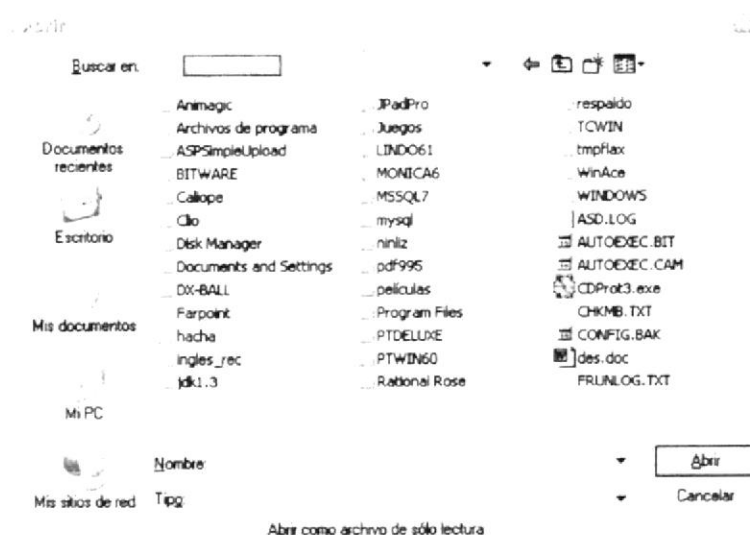 Abrir
Buscar en:
Documentos
recientes
Escritorio
Mis documentos
Mi PC
Mis sitios de red
Animagic
Archivos de programa
ASPSimpleUpload
BITWARE
Caliope
Clio
Disk Manager
Documents and Settings
DX-BALL
Farpoint
hacha
ingles_rec
jdk1.3
JPadPro
Juegos
LINDO61
MONICA6
MSSQL7
mysql
ninliz
pdf995
películas
Program Files
PTDELUXE
PTWIN60
Rational Rose
respaldo
TCWIN
tmpflax
WinAce
WINDOWS
ASD.LOG
AUTOEXEC.BIT
AUTOEXEC.CAM
CDProt3.exe
CHKMB.TXT
CONFIG.BAK
des.doc
FRUNLOG.TXT
Nombre:
Abrir
Tipo:
Cancelar
Abrir como archivo de sólo lectura